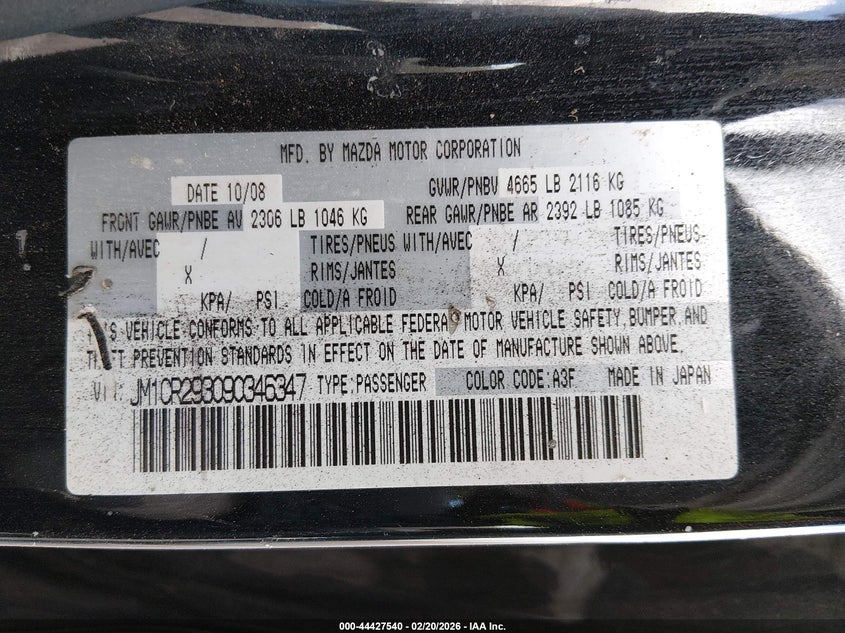 MFD. BY MAZDA MOTOR CORPORATION
DATE 10/08 GVWR/PNBV 4665 LB 2116 KG
FRONT GAWR/PNBE AV 2306 LB 1046 KG REAR GAWR/PNBE AR 2392 LB 1085 KG
WITH/AVEC / TIRES/PNEUS WITH/AVEC / TIRES/PNEUS
X RIMS/JANTES X RIMS/JANTES
KPA/ PSI COLD/A FROID KPA/ PSI COLD/A FROID
VEHICLE CONFORMS TO ALL APPLICABLE FEDERAL MOTOR VEHICLE SAFETY, BUMPER, AND
PREVENTION STANDARDS IN EFFECT ON THE DATE OF MANUFACTURE SHOWN ABOVE.
JM1CR293090346347 TYPE:PASSENGER COLOR CODE:A3F MADE IN JAPAN
000-44427540 | 02/20/2026 - IAA Inc.